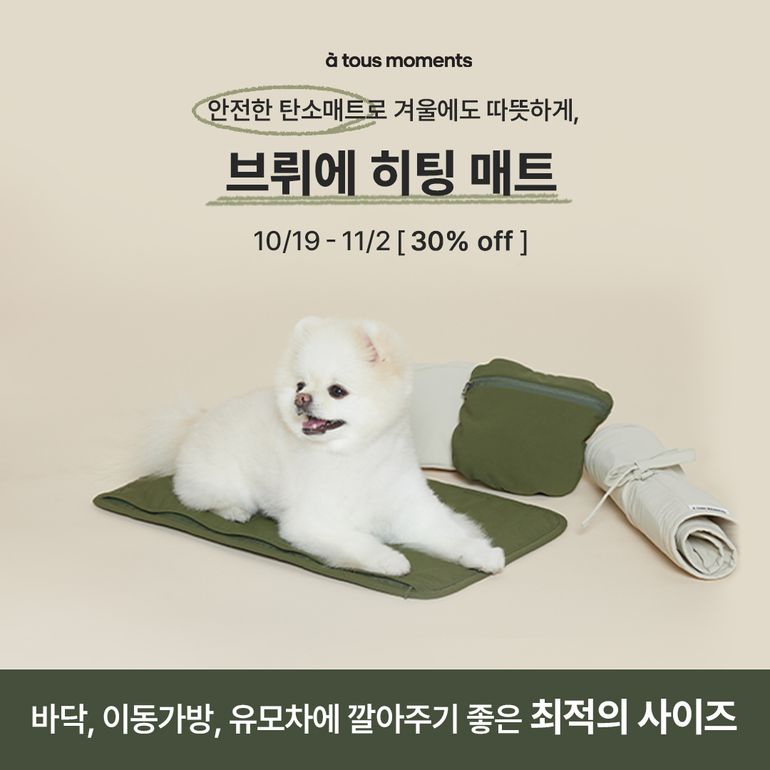 à tous moments
안전한 탄소매트로 겨울에도 따뜻하게,
브뤼에 히팅 매트
10/19 - 11/2 [ 30% off ]
바닥, 이동가방, 유모차에 깔아주기 좋은 최적의 사이즈